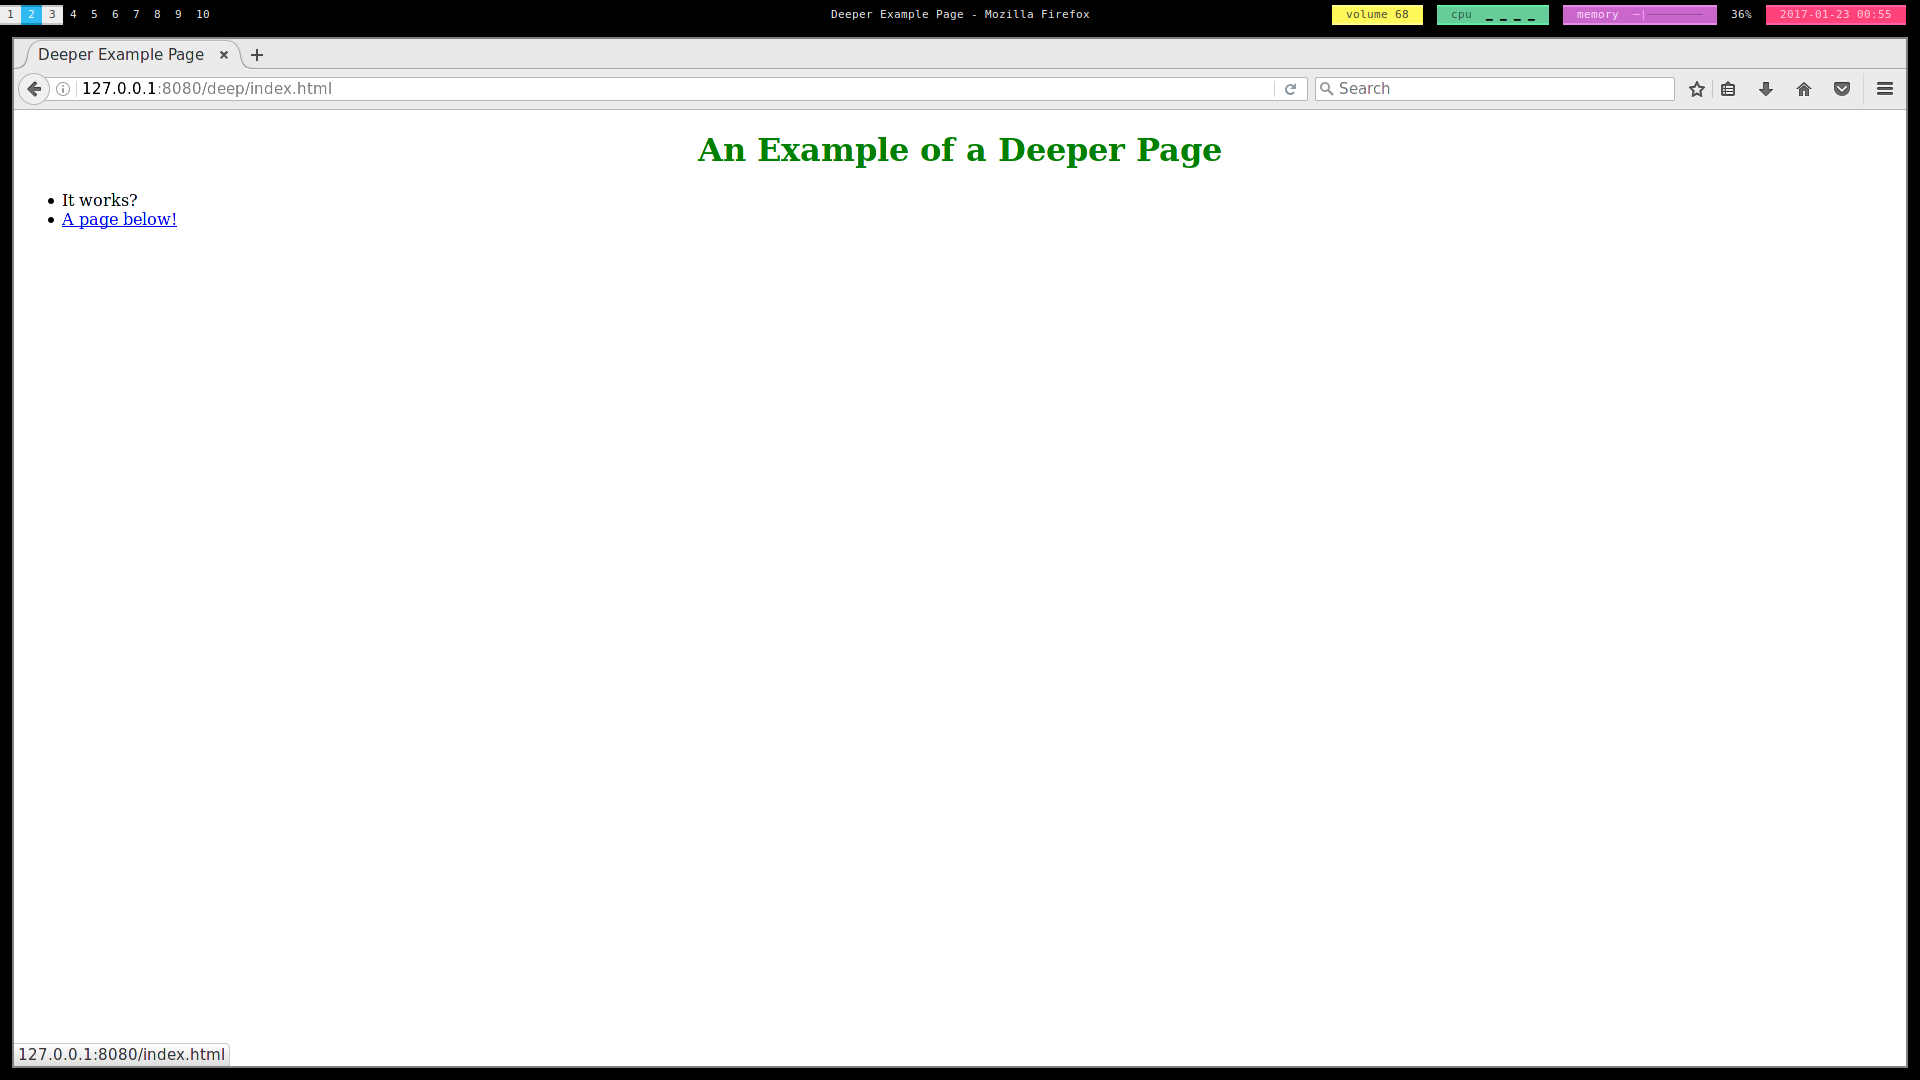 1 2 3 4 5 6 7 8 9 10 Deeper Example Page - Mozilla Firefox volume 68 cpu memory 36% 2017-01-23 00:55
Deeper Example Page
127.0.0.1:8080/deep/index.html Search
An Example of a Deeper Page
It works?
A page below!
127.0.0.1:8080/index.html